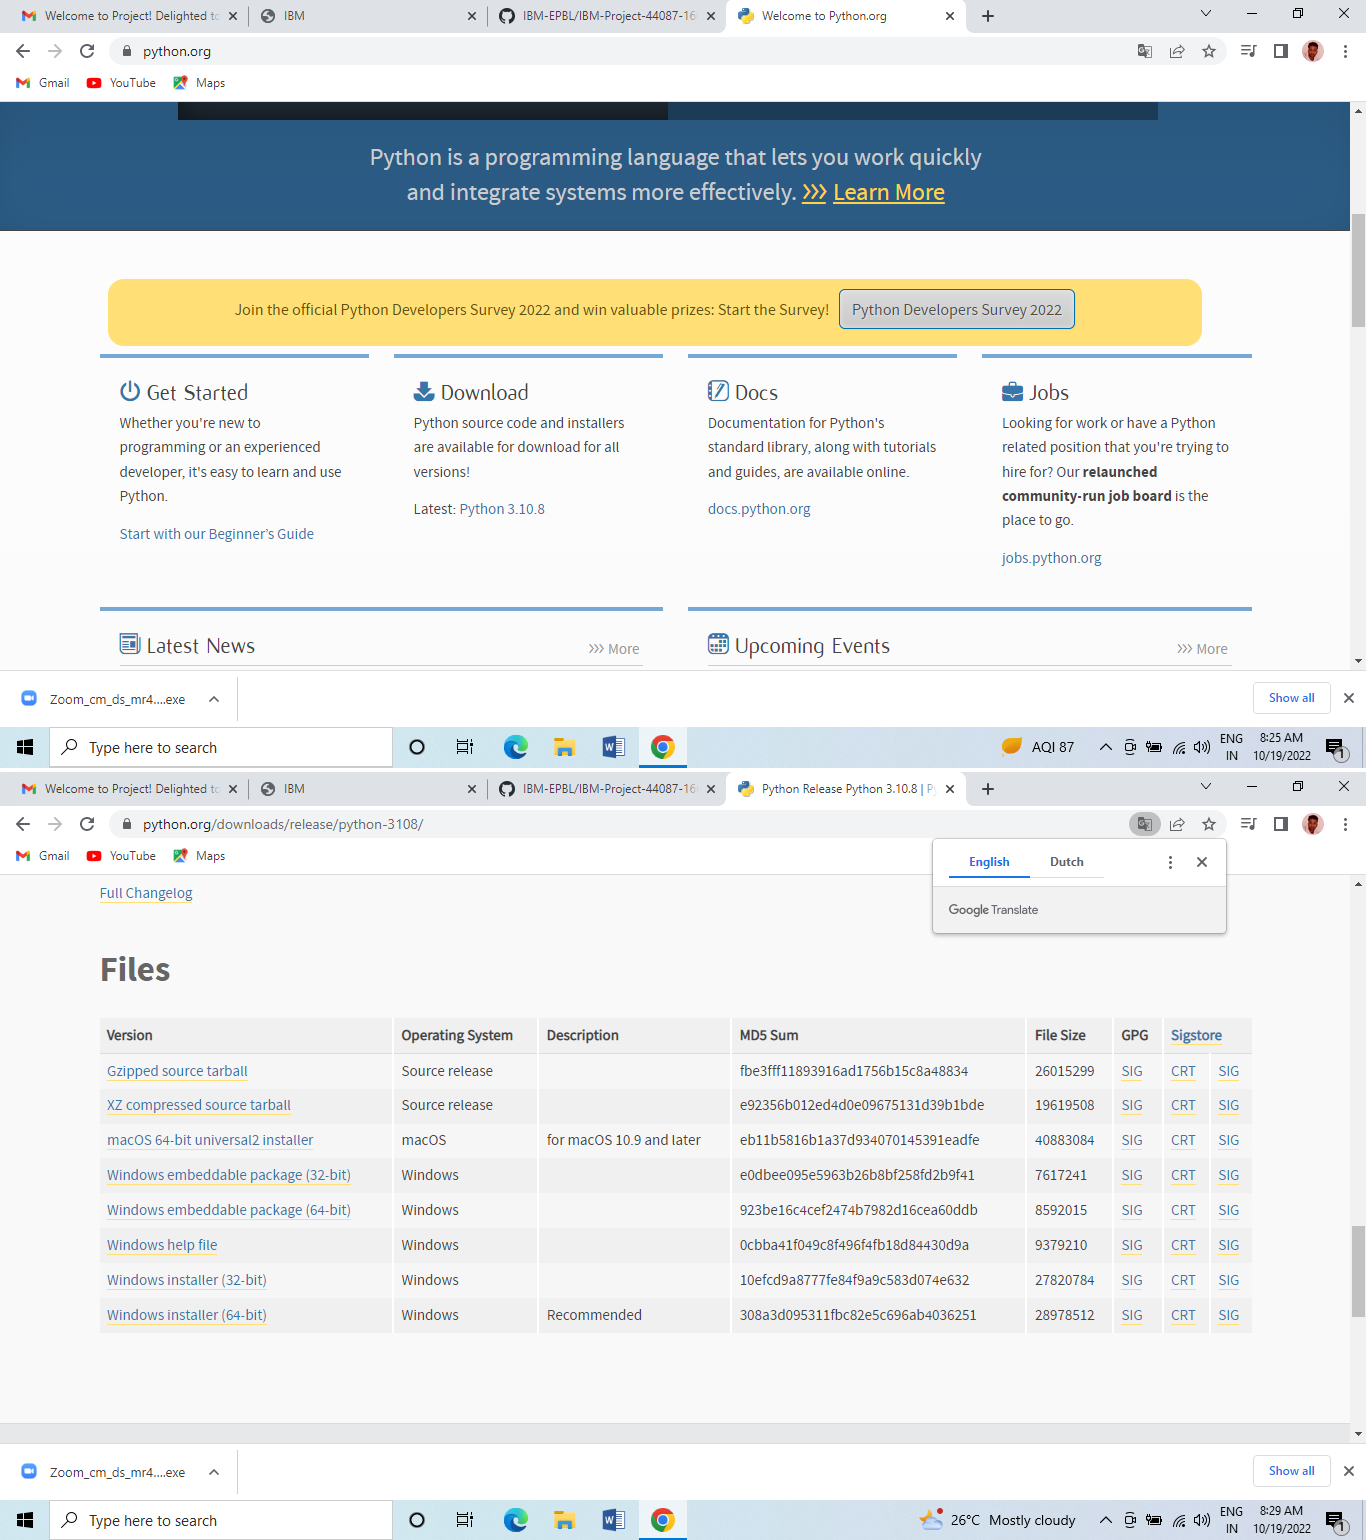 Welcome to Project! Delighted to
IBM
IBM-EPBL/IBM-Project-44087-16
Welcome to Python.org
python.org
Gmail
YouTube
Maps
Python is a programming language that lets you work quickly
and integrate systems more effectively. >>> Learn More
Join the official Python Developers Survey 2022 and win valuable prizes: Start the Survey!
Python Developers Survey 2022
Get Started
Whether you're new to
programming or an experienced
developer, it's easy to learn and use
Python.
Start with our Beginner's Guide
Download
Python source code and installers
are available for download for all
versions!
Latest: Python 3.10.8
Docs
Documentation for Python's
standard library, along with tutorials
and guides, are available online.
docs.python.org
Jobs
Looking for work or have a Python
related position that you're trying to
hire for? Our relaunched
community-run job board is the
place to go.
jobs.python.org
Latest News
>>> More
Upcoming Events
>>> More
Zoom_cm_ds_mr4....exe
Show all
Type here to search
AQI 87
ENG
IN
8:25 AM
10/19/2022
1
Welcome to Project! Delighted to
IBM
IBM-EPBL/IBM-Project-44087-16
Python Release Python 3.10.8 | Py
python.org/downloads/release/python-3108/
Gmail
YouTube
Maps
English
Dutch
Google Translate
Full Changelog
Files
Version Operating System Description MD5 Sum File Size GPG Sigstore
Gzipped source tarball Source release fbe3fff11893916ad1756b15c8a48834 26015299 SIG CRT SIG
XZ compressed source tarball Source release e92356b012ed4d0e09675131d39b1bde 19619508 SIG CRT SIG
macOS 64-bit universal2 installer macOS for macOS 10.9 and later eb11b5816b1a37d934070145391eadfe 40883084 SIG CRT SIG
Windows embeddable package (32-bit) Windows e0dbee095e5963b26b8bf258fd2b9f41 7617241 SIG CRT SIG
Windows embeddable package (64-bit) Windows 923be16c4cef2474b7982d16cea60ddb 8592015 SIG CRT SIG
Windows help file Windows 0cbba41f049c8f496f4fb18d84430d9a 9379210 SIG CRT SIG
Windows installer (32-bit) Windows 10efcd9a8777fe84f9a9c583d074e632 27820784 SIG CRT SIG
Windows installer (64-bit) Windows Recommended 308a3d095311fbc82e5c696ab4036251 28978512 SIG CRT SIG
Zoom_cm_ds_mr4....exe
Show all
Type here to search
26°C Mostly cloudy
ENG
IN
8:29 AM
10/19/2022
1